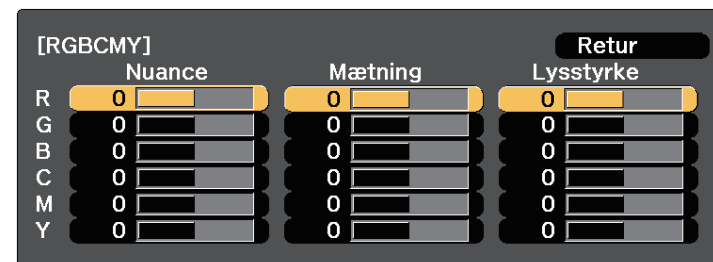 [RGBCMY] Retur
Nuance Mætning Lysstyrke
R 0 0 0
G 0 0 0
B 0 0 0
C 0 0 0
M 0 0 0
Y 0 0 0